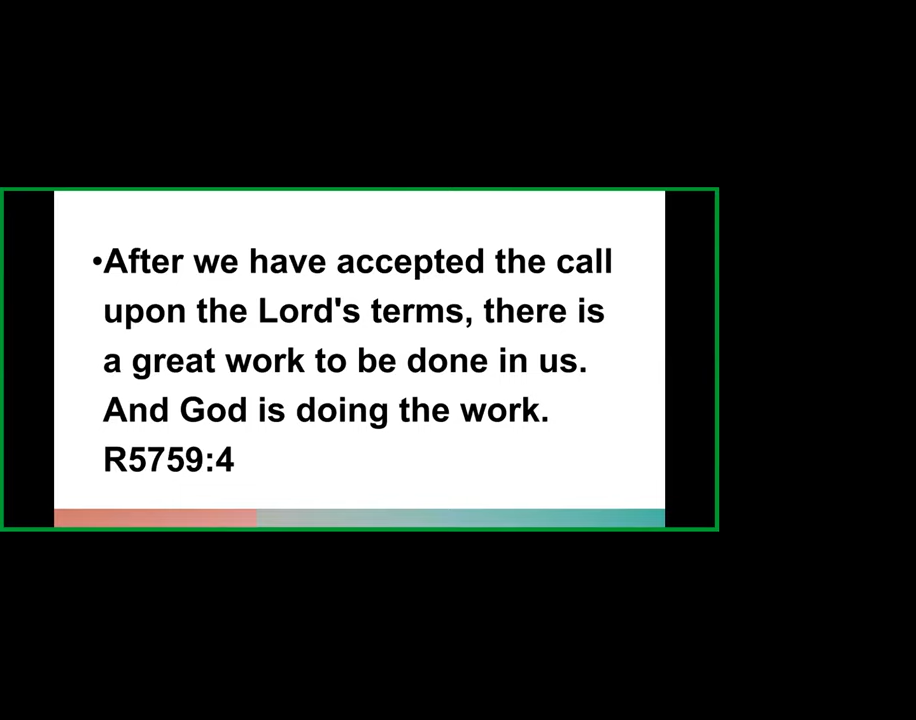 •After we have accepted the call
upon the Lord's terms, there is
a great work to be done in us.
And God is doing the work.
R5759:4